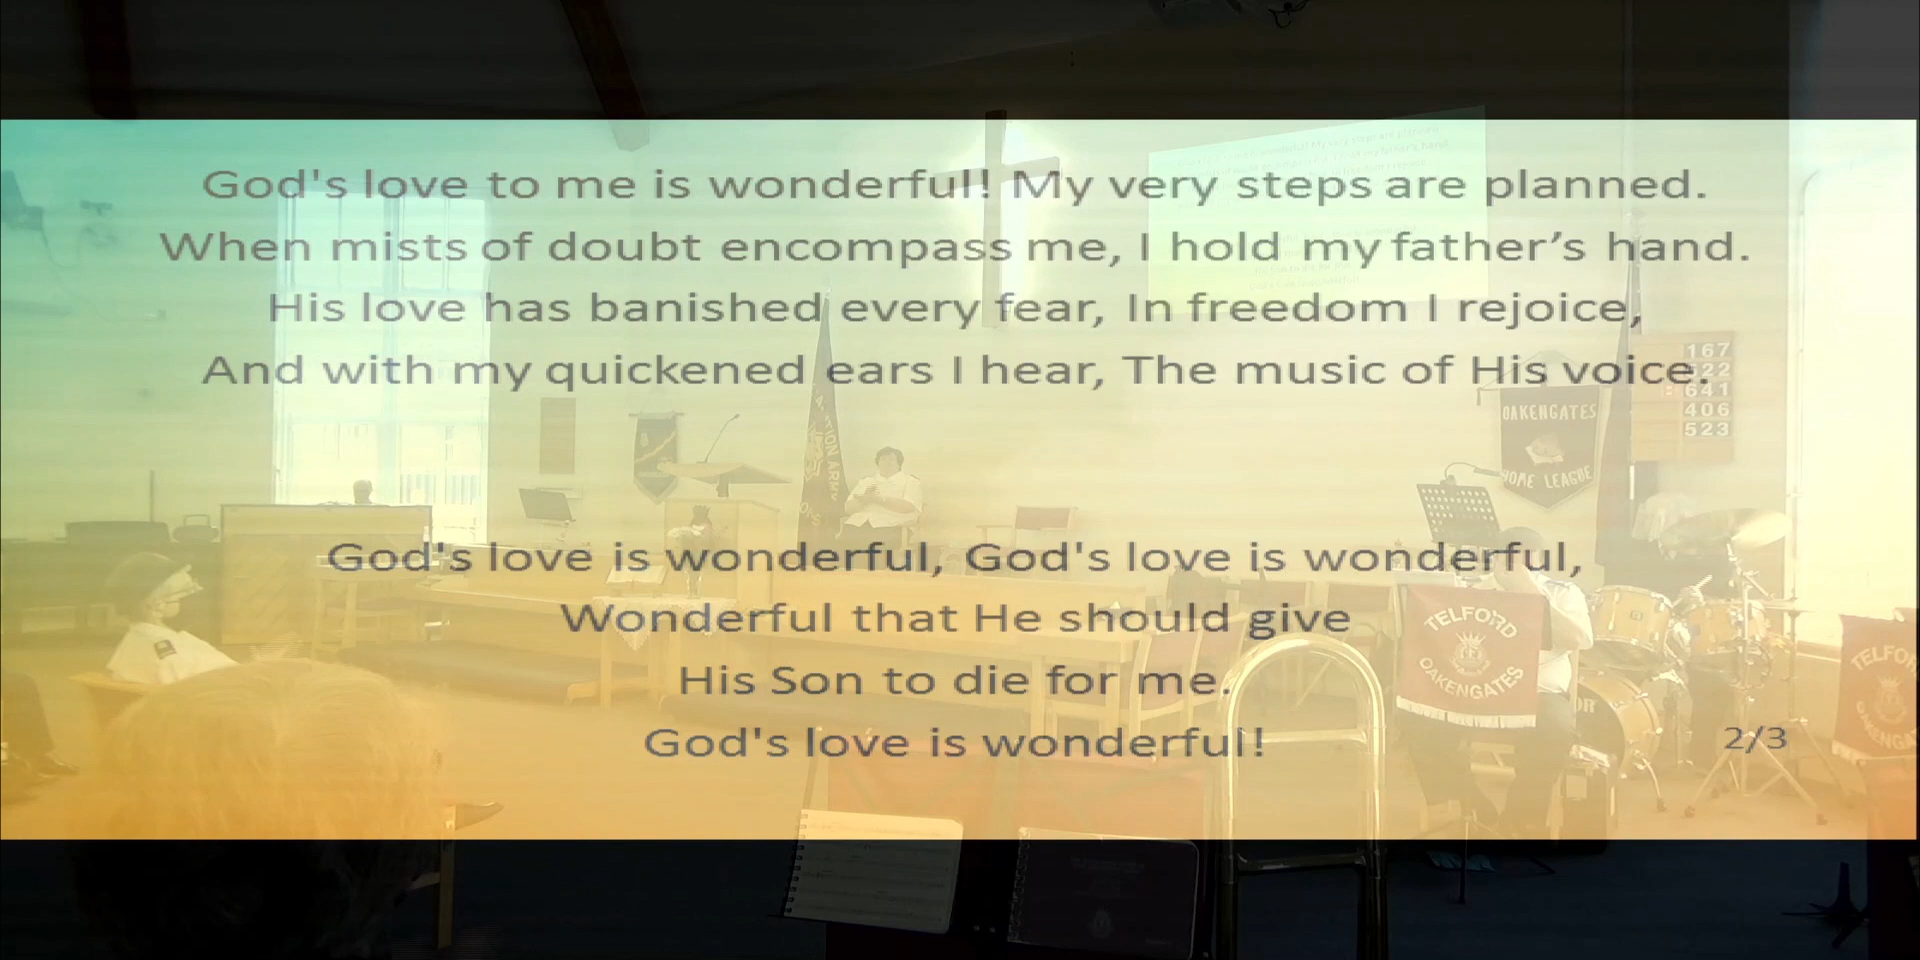 God's love to me is wonderful! My very steps are planned.
When mists of doubt encompass me, I hold my father’s hand.
His love has banished every fear, In freedom I rejoice,
And with my quickened ears I hear, The music of His voice.
God's love is wonderful, God's love is wonderful,
Wonderful that He should give
His Son to die for me.
God's love is wonderful!
2/3
167
522
641
406
523
OAKENGATES
HOME LEAGUE
TELFORD
OAKENGATES
ARMY